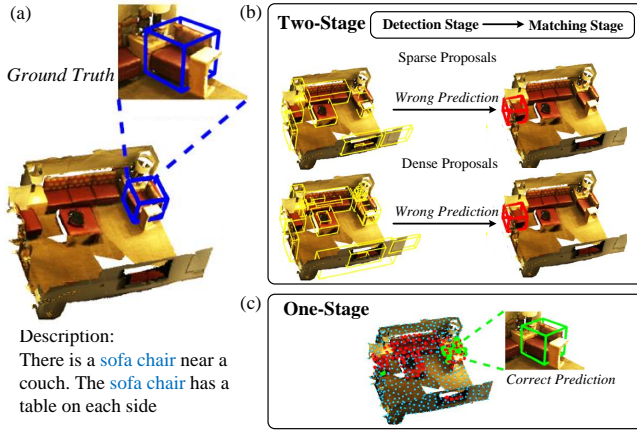 (a)
Ground Truth
Description:
There is a sofa chair near a
couch. The sofa chair has a
table on each side
(b)
Two-Stage
Detection Stage
Matching Stage
Sparse Proposals
Wrong Prediction
Dense Proposals
Wrong Prediction
(c)
One-Stage
Correct Prediction